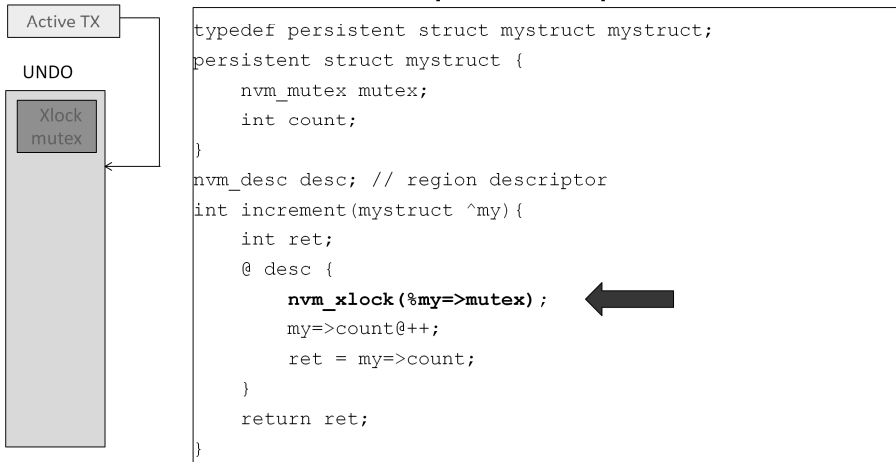 Active TX
UNDO
Xlock
mutex
typedef persistent struct mystruct mystruct;
persistent struct mystruct {
    nvm_mutex mutex;
    int count;
}
nvm_desc desc; // region descriptor
int increment(mystruct ^my){
    int ret;
    @ desc {
        nvm_xlock(%my=>mutex);
        my=>count@++;
        ret = my=>count;
    }
    return ret;
}